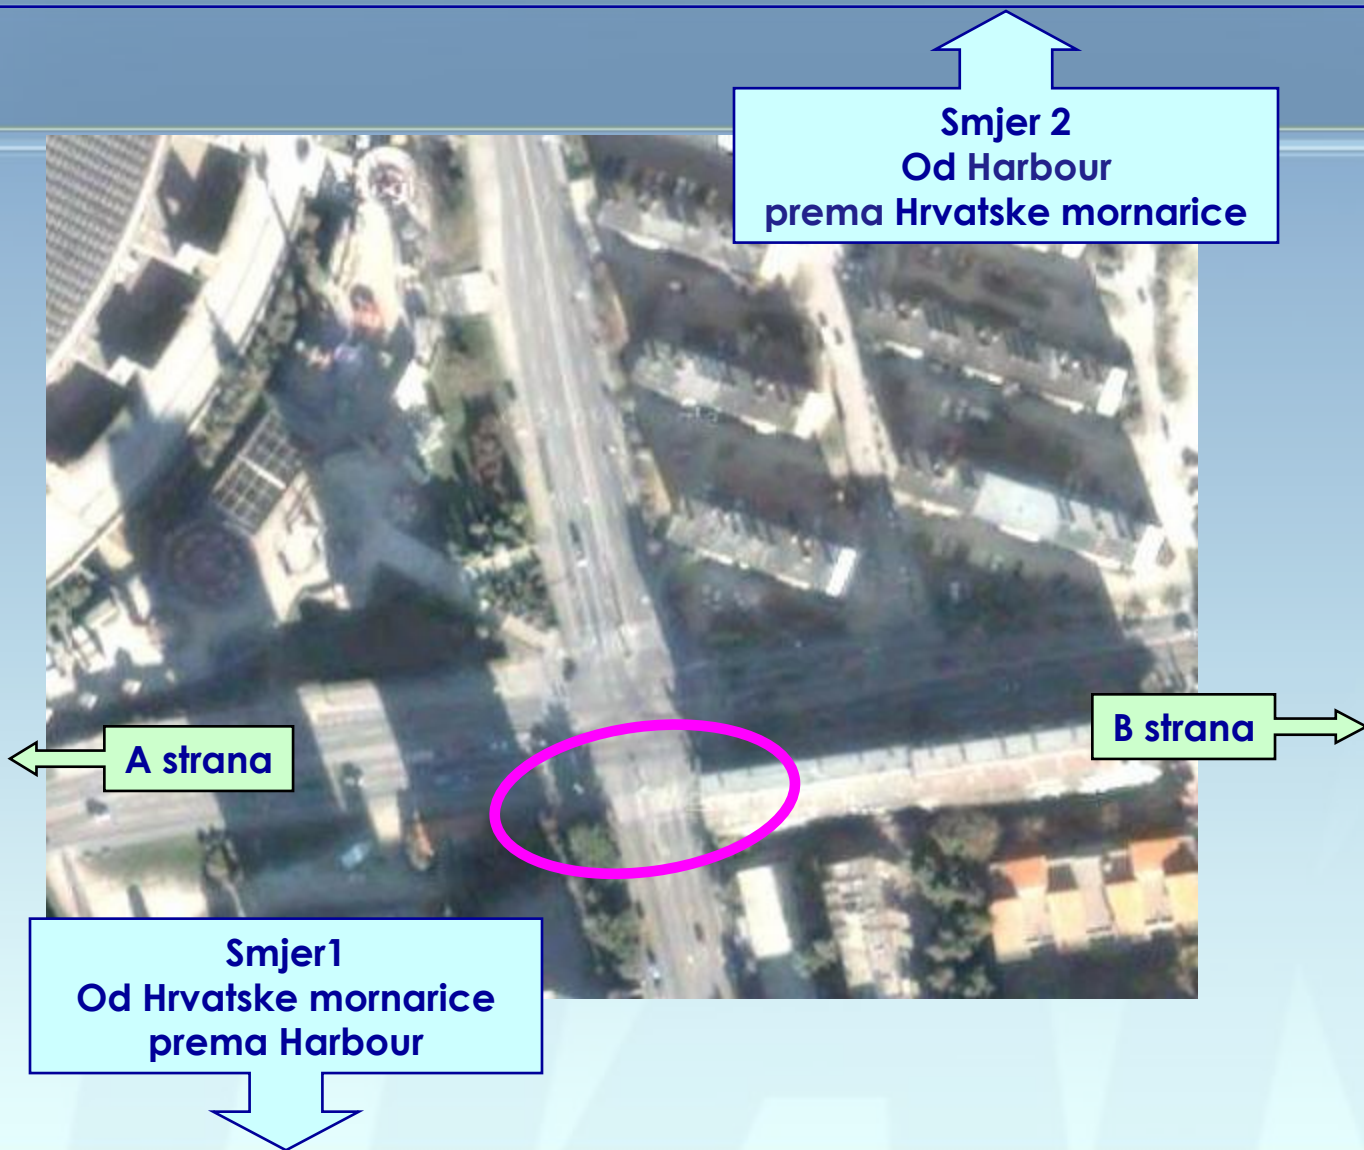 Smjer 2
Od Harbour
prema Hrvatske mornarice
A strana
B strana
Smjer1
Od Hrvatske mornarice
prema Harbour